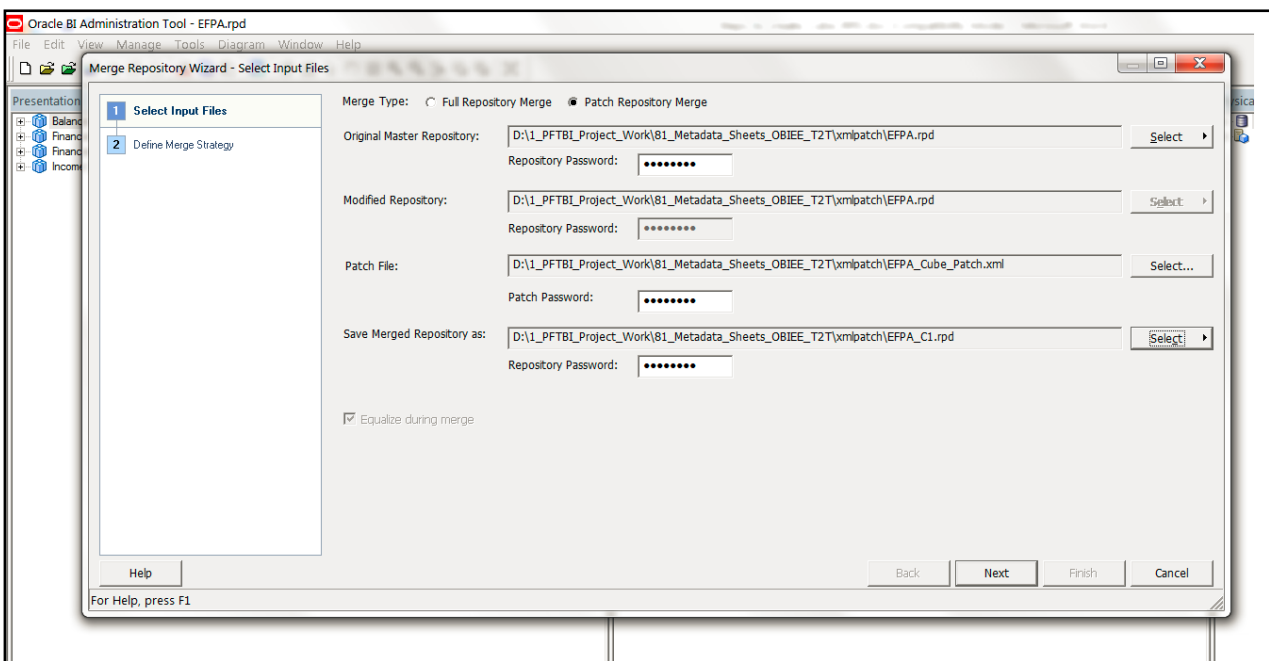 Oracle BI Administration Tool - EFPA.rpd
File Edit View Manage Tools Diagram Window Help
Merge Repository Wizard - Select Input Files
Presentation
Balanc
Financ
Financ
Incom
1 Select Input Files
2 Define Merge Strategy
Merge Type: Full Repository Merge Patch Repository Merge
Original Master Repository: D:\1_PFTBI_Project_Work\81_Metadata_Sheets_OBIEE_T2T\xmlpatch\EFPA.rpd Select
Repository Password: ••••••••
Modified Repository: D:\1_PFTBI_Project_Work\81_Metadata_Sheets_OBIEE_T2T\xmlpatch\EFPA.rpd Select
Repository Password: ••••••••
Patch File: D:\1_PFTBI_Project_Work\81_Metadata_Sheets_OBIEE_T2T\xmlpatch\EFPA_Cube_Patch.xml Select...
Patch Password: ••••••••
Save Merged Repository as: D:\1_PFTBI_Project_Work\81_Metadata_Sheets_OBIEE_T2T\xmlpatch\EFPA_C1.rpd Select
Repository Password: ••••••••
Equalize during merge
Help Back Next Finish Cancel
For Help, press F1